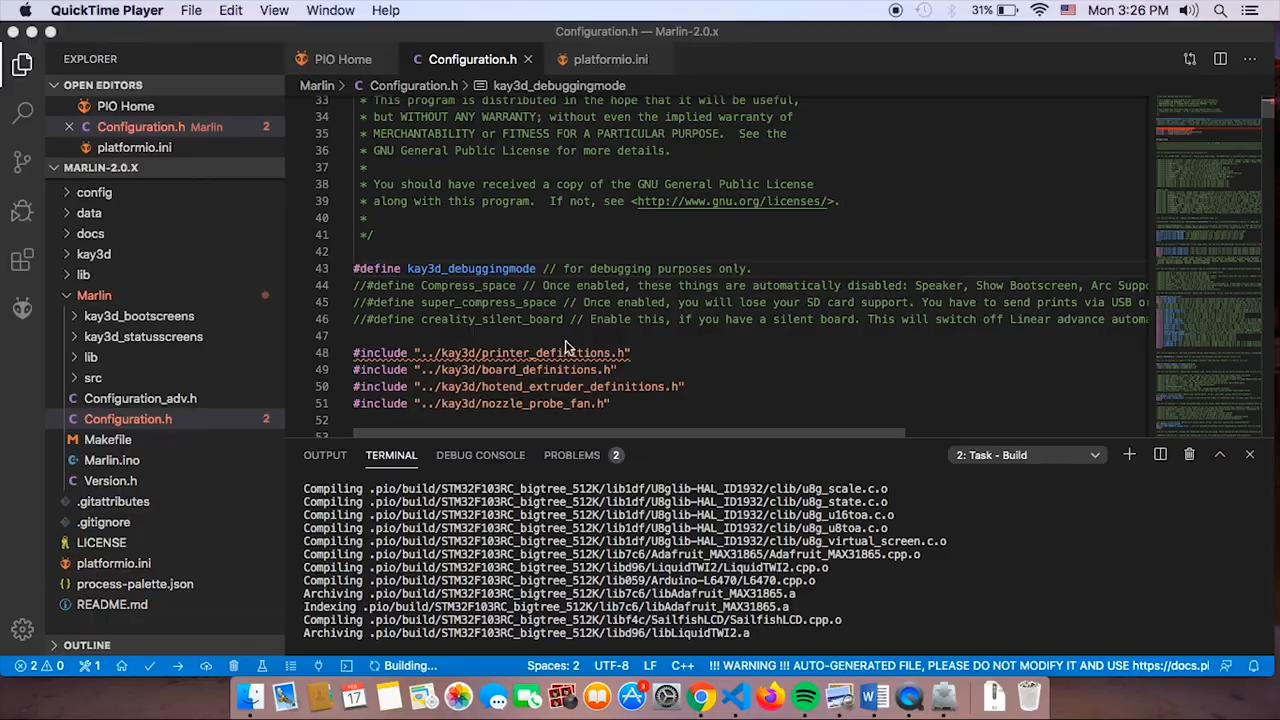 QuickTime Player File Edit View Window Help 31% Mon 3:26 PM
Configuration.h — Marlin-2.0.x
EXPLORER
OPEN EDITORS
PIO Home
Configuration.h Marlin 2
platformio.ini
MARLIN-2.0.X
config
data
docs
kay3d
lib
Marlin
kay3d_bootscreens
kay3d_statusscreens
lib
src
Configuration_adv.h
Configuration.h 2
Makefile
Marlin.ino
Version.h
.gitattributes
.gitignore
LICENSE
platformio.ini
process-palette.json
README.md
OUTLINE
PIO Home Configuration.h platformio.ini
Marlin > Configuration.h > kay3d_debuggingmode
33 * This program is distributed in the hope that it will be useful,
34 * but WITHOUT ANY WARRANTY; without even the implied warranty of
35 * MERCHANTABILITY or FITNESS FOR A PARTICULAR PURPOSE. See the
36 * GNU General Public License for more details.
37 *
38 * You should have received a copy of the GNU General Public License
39 * along with this program. If not, see <http://www.gnu.org/licenses/>.
40 *
41 */
42
43 #define kay3d_debuggingmode // for debugging purposes only.
44 //#define Compress_space // Once enabled, these things are automatically disabled: Speaker, Show Bootscreen, Arc Suppo
45 //#define super_compress_space // Once enabled, you will lose your SD card support. You have to send prints via USB or
46 //#define creality_silent_board // Enable this, if you have a silent board. This will switch off Linear advance autom
47
48 #include "../kay3d/printer_definitions.h"
49 #include "../kay3d/board_definitions.h"
50 #include "../kay3d/hotend_extruder_definitions.h"
51 #include "../kay3d/nozzle_probe_fan.h"
52
53
OUTPUT TERMINAL DEBUG CONSOLE PROBLEMS 2 2: Task - Build
Compiling .pio/build/STM32F103RC_bigtree_512K/lib1df/U8glib-HAL_ID1932/clib/u8g_scale.c.o
Compiling .pio/build/STM32F103RC_bigtree_512K/lib1df/U8glib-HAL_ID1932/clib/u8g_state.c.o
Compiling .pio/build/STM32F103RC_bigtree_512K/lib1df/U8glib-HAL_ID1932/clib/u8g_u16toa.c.o
Compiling .pio/build/STM32F103RC_bigtree_512K/lib1df/U8glib-HAL_ID1932/clib/u8g_u8toa.c.o
Compiling .pio/build/STM32F103RC_bigtree_512K/lib1df/U8glib-HAL_ID1932/clib/u8g_virtual_screen.c.o
Compiling .pio/build/STM32F103RC_bigtree_512K/lib7c6/Adafruit_MAX31865/Adafruit_MAX31865.cpp.o
Compiling .pio/build/STM32F103RC_bigtree_512K/libd96/LiquidTWI2/LiquidTWI2.cpp.o
Compiling .pio/build/STM32F103RC_bigtree_512K/lib059/Arduino-L6470/L6470.cpp.o
Archiving .pio/build/STM32F103RC_bigtree_512K/lib7c6/libAdafruit_MAX31865.a
Indexing .pio/build/STM32F103RC_bigtree_512K/lib7c6/libAdafruit_MAX31865.a
Compiling .pio/build/STM32F103RC_bigtree_512K/libf4c/SailfishLCD/SailfishLCD.cpp.o
Archiving .pio/build/STM32F103RC_bigtree_512K/libd96/libLiquidTWI2.a
2 0 1 Building... Spaces: 2 UTF-8 LF C++ !!! WARNING !!! AUTO-GENERATED FILE, PLEASE DO NOT MODIFY IT AND USE https://docs.pl
17